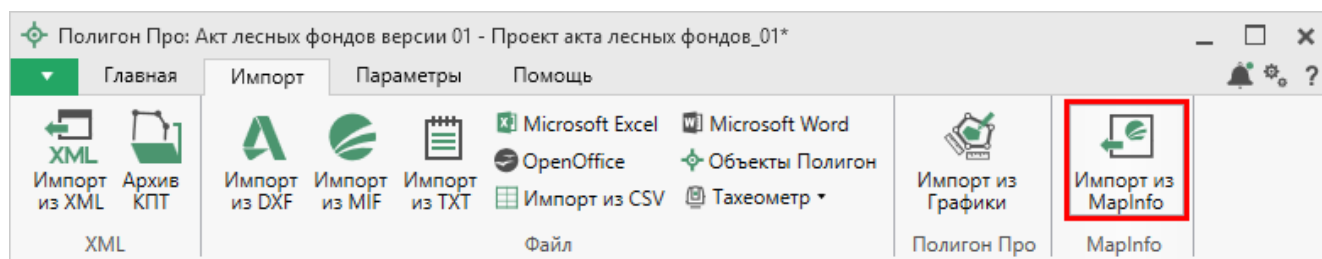 Полигон Про: Акт лесных фондов версии 01 - Проект акта лесных фондов_01*
Главная Импорт Параметры Помощь ?
XML
Импорт из XML
Архив КПТ
Импорт из DXF
Импорт из MIF
Импорт из TXT
Microsoft Excel
OpenOffice
Импорт из CSV
Microsoft Word
Объекты Полигон
Тахеометр
Импорт из Графики
Импорт из MapInfo
XML Файл Полигон Про MapInfo